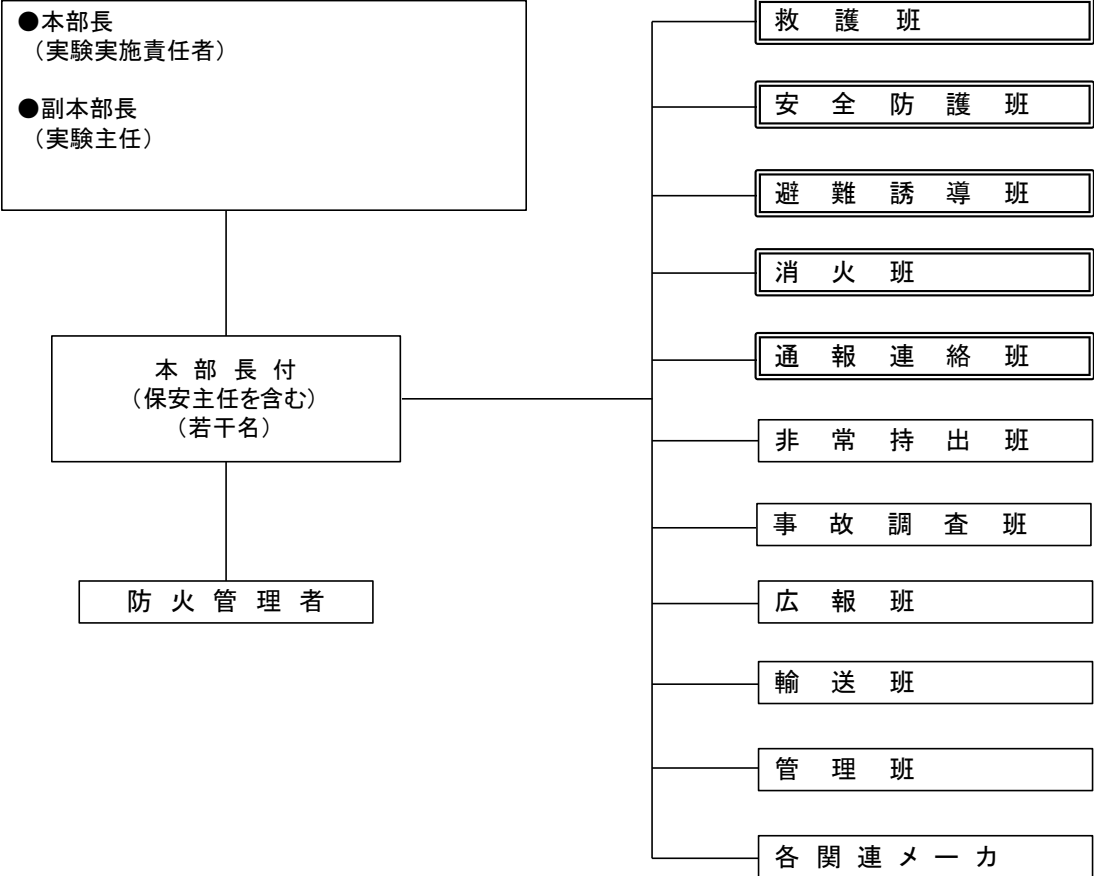 ●本部長
（実験実施責任者）
●副本部長
（実験主任）
本部長付
（保安主任を含む）
（若干名）
防火管理者
救護班
安全防護班
避難誘導班
消火班
通報連絡班
非常持出班
事故調査班
広報班
輸送班
管理班
各関連メーカ